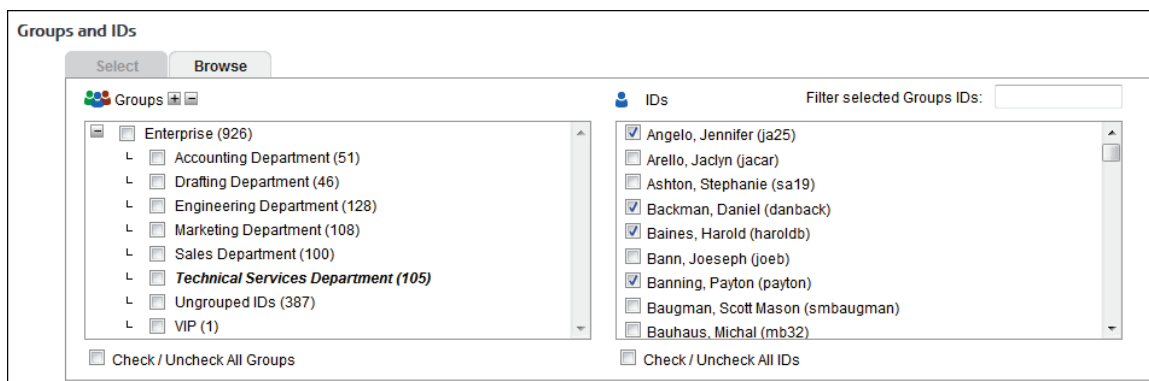 Groups and IDs
Select
Browse
Groups
IDs
Filter selected Groups IDs:
Enterprise (926)
Accounting Department (51)
Drafting Department (46)
Engineering Department (128)
Marketing Department (108)
Sales Department (100)
Technical Services Department (105)
Ungrouped IDs (387)
VIP (1)
Check / Uncheck All Groups
Angelo, Jennifer (ja25)
Arello, Jaclyn (jacar)
Ashton, Stephanie (sa19)
Backman, Daniel (danback)
Baines, Harold (haroldb)
Bann, Joeseph (joeb)
Banning, Payton (payton)
Baugman, Scott Mason (smbaugman)
Bauhaus, Michal (mb32)
Check / Uncheck All IDs